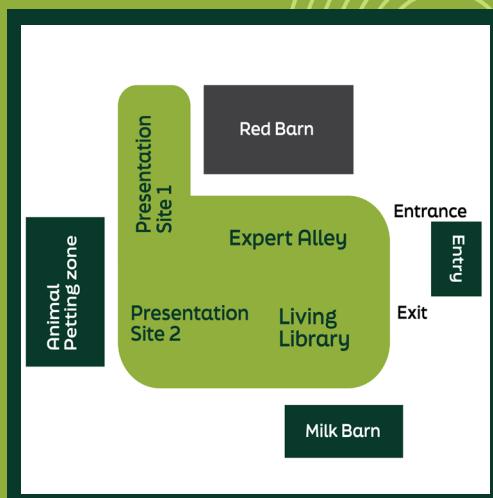 Red Barn
Presentation
Site 1
Entrance
Expert Alley
Entry
Animal
Petting zone
Presentation
Site 2
Living
Library
Exit
Milk Barn